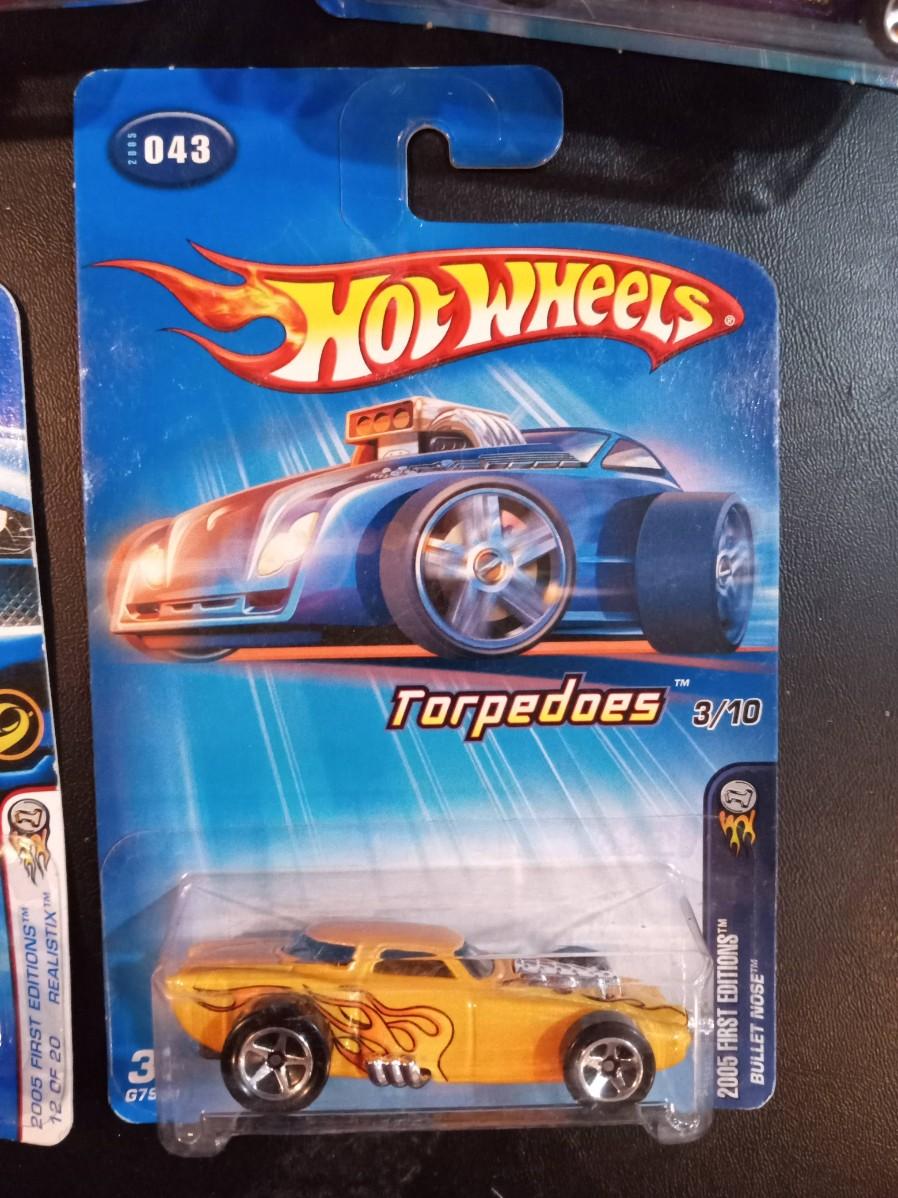 2005
043
HOT WHEELS®
Torpedoes™ 3/10
2005 FIRST EDITIONS™
BULLET NOSE™
3
2005 FIRST EDITIONS™
12 OF 20 REALISTIX™